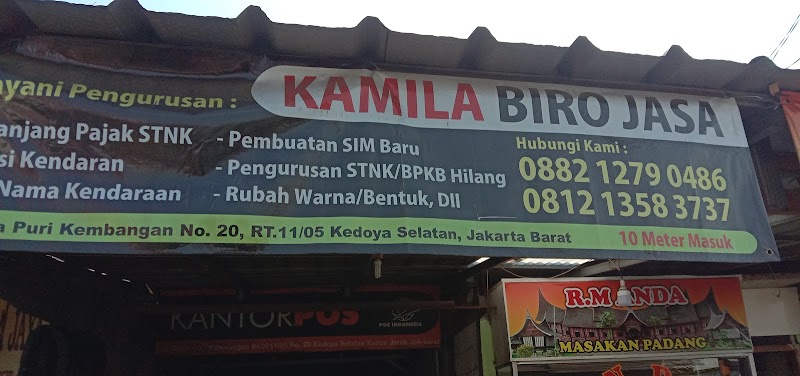 ayani Pengurusan :
KAMILA BIRO JASA
anjang Pajak STNK
- Pembuatan SIM Baru
si Kendaran
- Pengurusan STNK/BPKB Hilang
Nama Kendaraan
- Rubah Warna/Bentuk, Dll
Hubungi Kami :
0882 1279 0486
0812 1358 3737
a Puri Kembangan No. 20, RT.11/05 Kedoya Selatan, Jakarta Barat
10 Meter Masuk
KANTORPOS
POS INDONESIA
R.M ANDA
MASAKAN PADANG